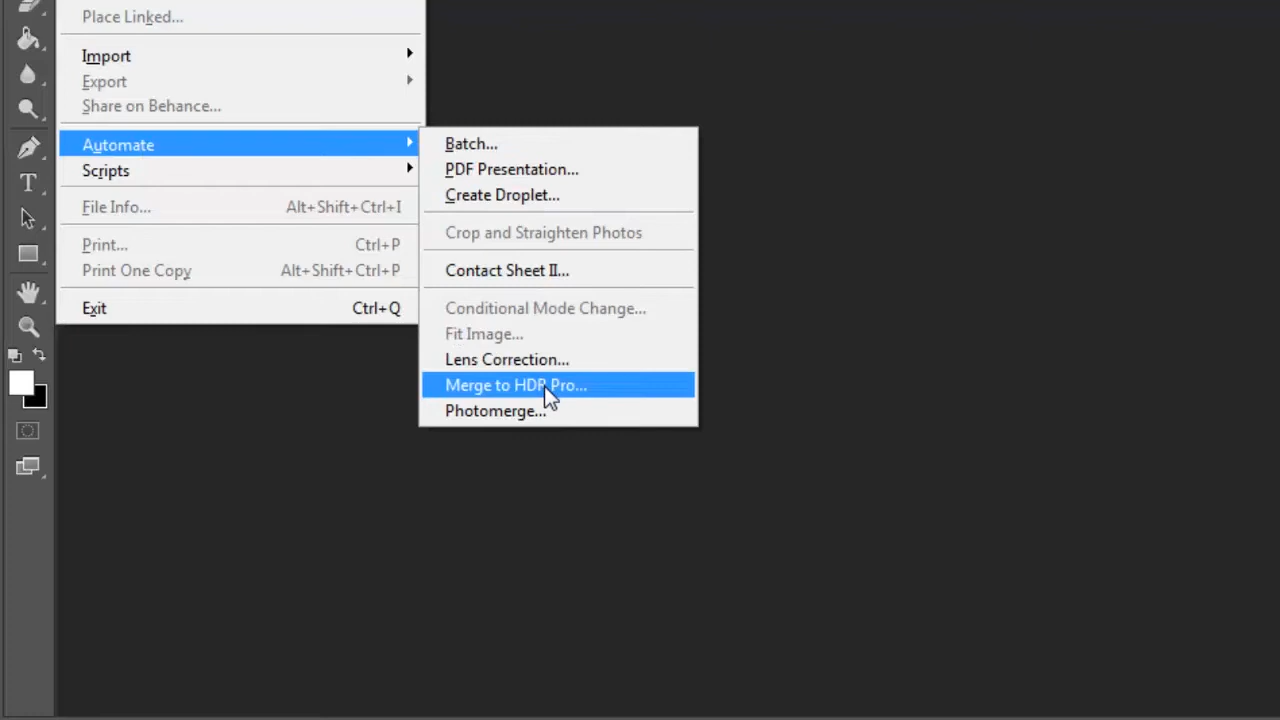 Place Linked...
Import
Export
Share on Behance...
Automate
Scripts
File Info... Alt+Shift+Ctrl+I
Print... Ctrl+P
Print One Copy Alt+Shift+Ctrl+P
Exit Ctrl+Q
Batch...
PDF Presentation...
Create Droplet...
Crop and Straighten Photos
Contact Sheet II...
Conditional Mode Change...
Fit Image...
Lens Correction...
Merge to HDR Pro...
Photomerge...